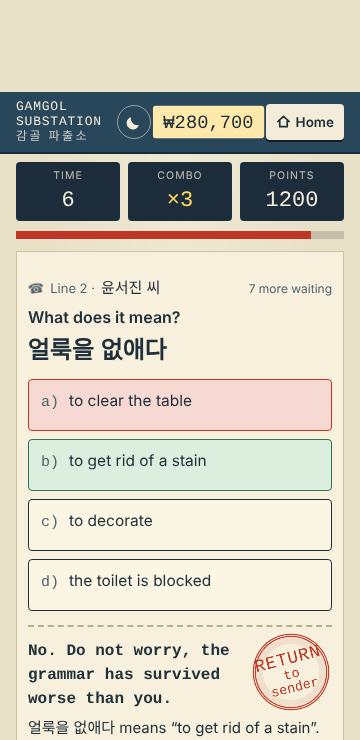 GAMGOL
SUBSTATION
감골 파출소
₩280,700
Home
TIME
6
COMBO
×3
POINTS
1200
☎ Line 2 · 윤서진 씨
7 more waiting
What does it mean?
얼룩을 없애다
a) to clear the table
b) to get rid of a stain
c) to decorate
d) the toilet is blocked
No. Do not worry, the
grammar has survived
worse than you.
RETURN
to
sender
얼룩을 없애다 means “to get rid of a stain”.